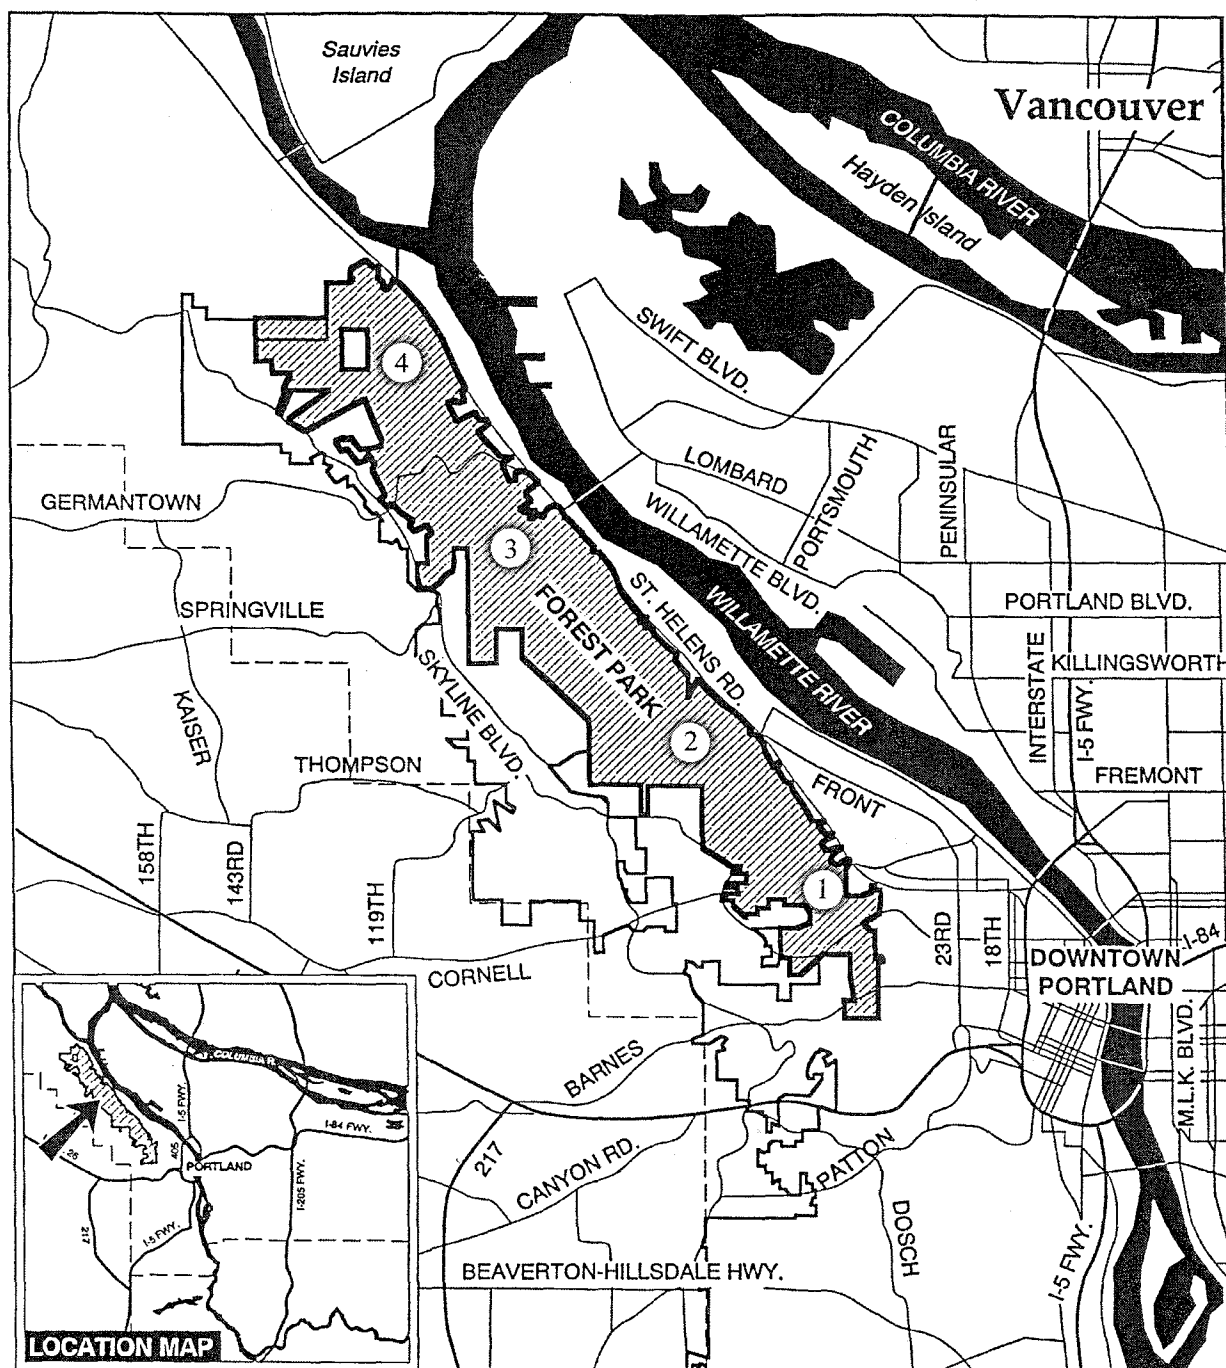 Sauvies
Island
Vancouver
COLUMBIA RIVER
Hayden Island
SWIFT BLVD.
4
LOMBARD
PORTSMOUTH
PENINSULAR
GERMANTOWN
WILLAMETTE BLVD.
3
SPRINGVILLE
FOREST PARK
ST. HELENS RD.
WILLAMETTE RIVER
PORTLAND BLVD.
INTERSTATE
KILLINGSWORTH
I-5 FWY.
KAISER
SKYLINE BLVD.
2
THOMPSON
FRONT
FREMONT
158TH
143RD
119TH
1
23RD
18TH
CORNELL
I-84
DOWNTOWN
PORTLAND
M.L.K. BLVD.
BARNES
217
CANYON RD.
PATTON
DOSCH
I-5 FWY.
BEAVERTON-HILLSDALE HWY.
COLUMBIA R.
I-5 FWY.
I-84 FWY.
26
405
PORTLAND
I-205 FWY.
217
I-5 FWY.
LOCATION MAP